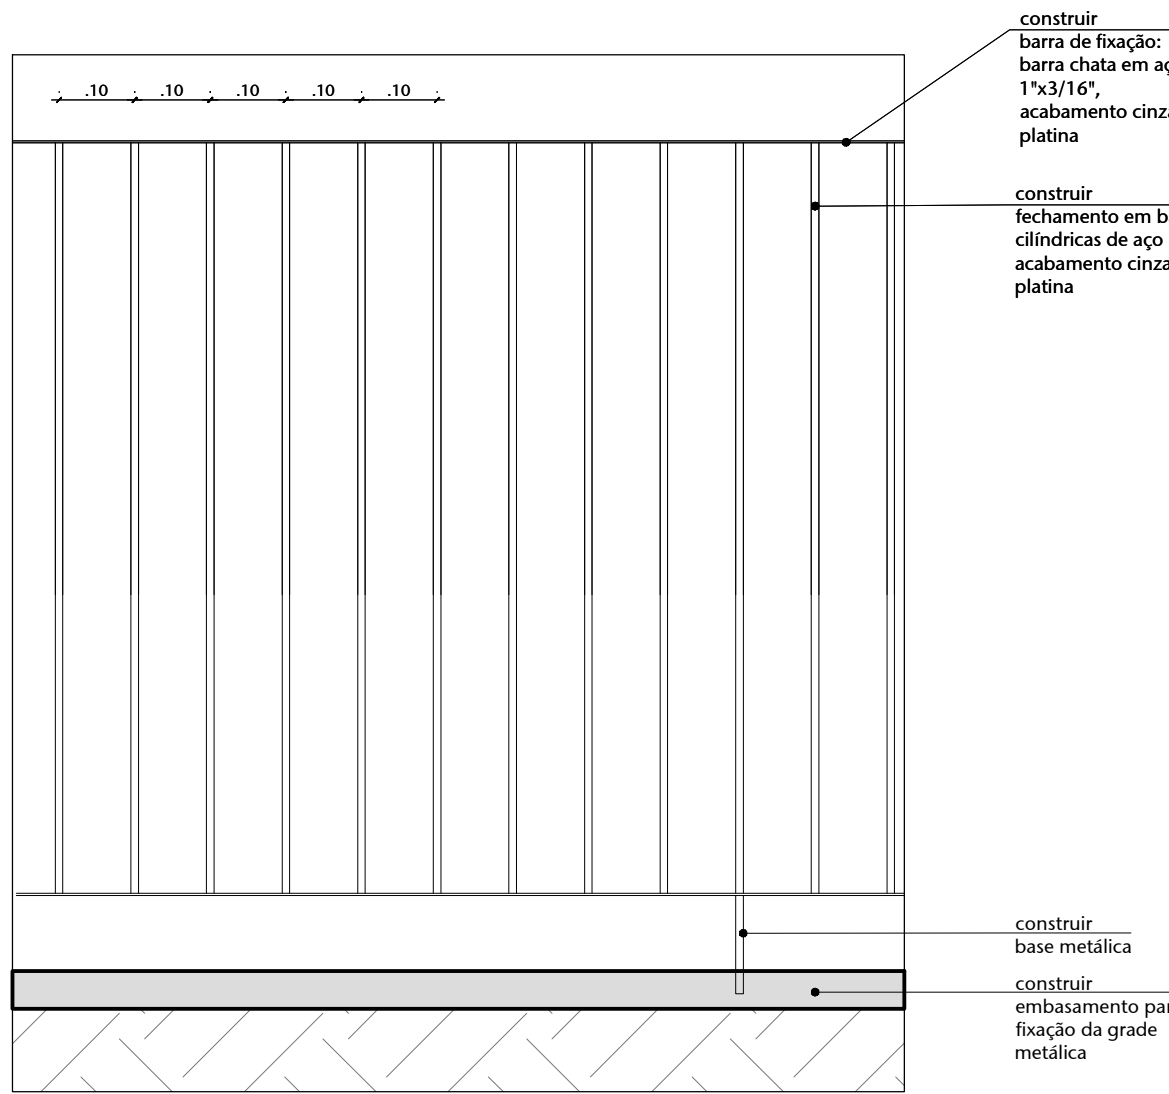 construir
barra de fixação:
barra chata em aç
1"x3/16",
acabamento cinza
platina
.10 .10 .10 .10 .10
construir
fechamento em ba
cilíndricas de aço
acabamento cinza
platina
construir
base metálica
construir
embasamento par
fixação da grade
metálica